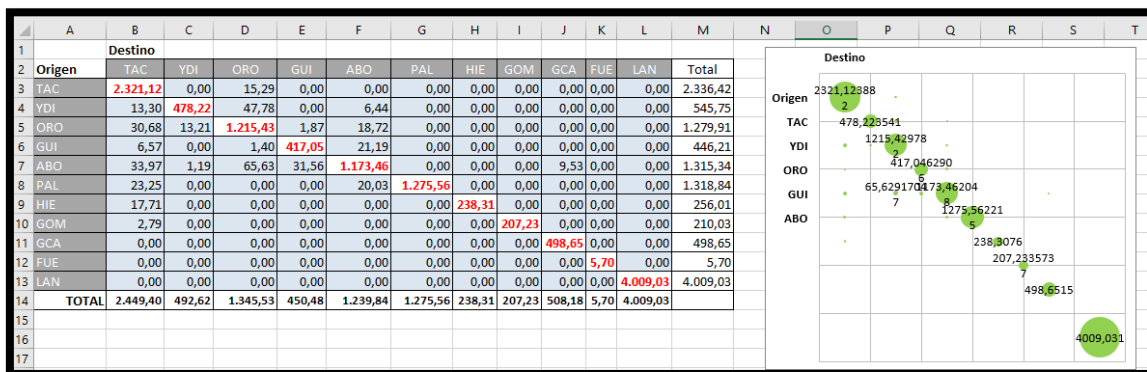 A B C D E F G H I J K L M N O P Q R S T
1 Destino
2 Origen TAC YDI ORO GUI ABO PAL HIE GOM GCA FUE LAN Total
3 TAC 2.321,12 0,00 15,29 0,00 0,00 0,00 0,00 0,00 0,00 0,00 0,00 2.336,42
4 YDI 13,30 478,22 47,78 0,00 6,44 0,00 0,00 0,00 0,00 0,00 0,00 545,75
5 ORO 30,68 13,21 1.215,43 1,87 18,72 0,00 0,00 0,00 0,00 0,00 0,00 1.279,91
6 GUI 6,57 0,00 1,40 417,05 21,19 0,00 0,00 0,00 0,00 0,00 0,00 446,21
7 ABO 33,97 1,19 65,63 31,56 1.173,46 0,00 0,00 0,00 9,53 0,00 0,00 1.315,34
8 PAL 23,25 0,00 0,00 0,00 20,03 1.275,56 0,00 0,00 0,00 0,00 0,00 1.318,84
9 HIE 17,71 0,00 0,00 0,00 0,00 0,00 238,31 0,00 0,00 0,00 0,00 256,01
10 GOM 2,79 0,00 0,00 0,00 0,00 0,00 0,00 207,23 0,00 0,00 0,00 210,03
11 GCA 0,00 0,00 0,00 0,00 0,00 0,00 0,00 0,00 498,65 0,00 0,00 498,65
12 FUE 0,00 0,00 0,00 0,00 0,00 0,00 0,00 0,00 0,00 5,70 0,00 5,70
13 LAN 0,00 0,00 0,00 0,00 0,00 0,00 0,00 0,00 0,00 0,00 4.009,03 4.009,03
14 TOTAL 2.449,40 492,62 1.345,53 450,48 1.239,84 1.275,56 238,31 207,23 508,18 5,70 4.009,03
15
16
17
Destino
Origen
TAC
YDI
ORO
GUI
ABO
2321,12388
2
478,223541
1215,42978
2
417,046290
6
65,6291704
7
173,46204
8
1275,56221
5
238,3076
207,233573
7
498,6515
4009,031